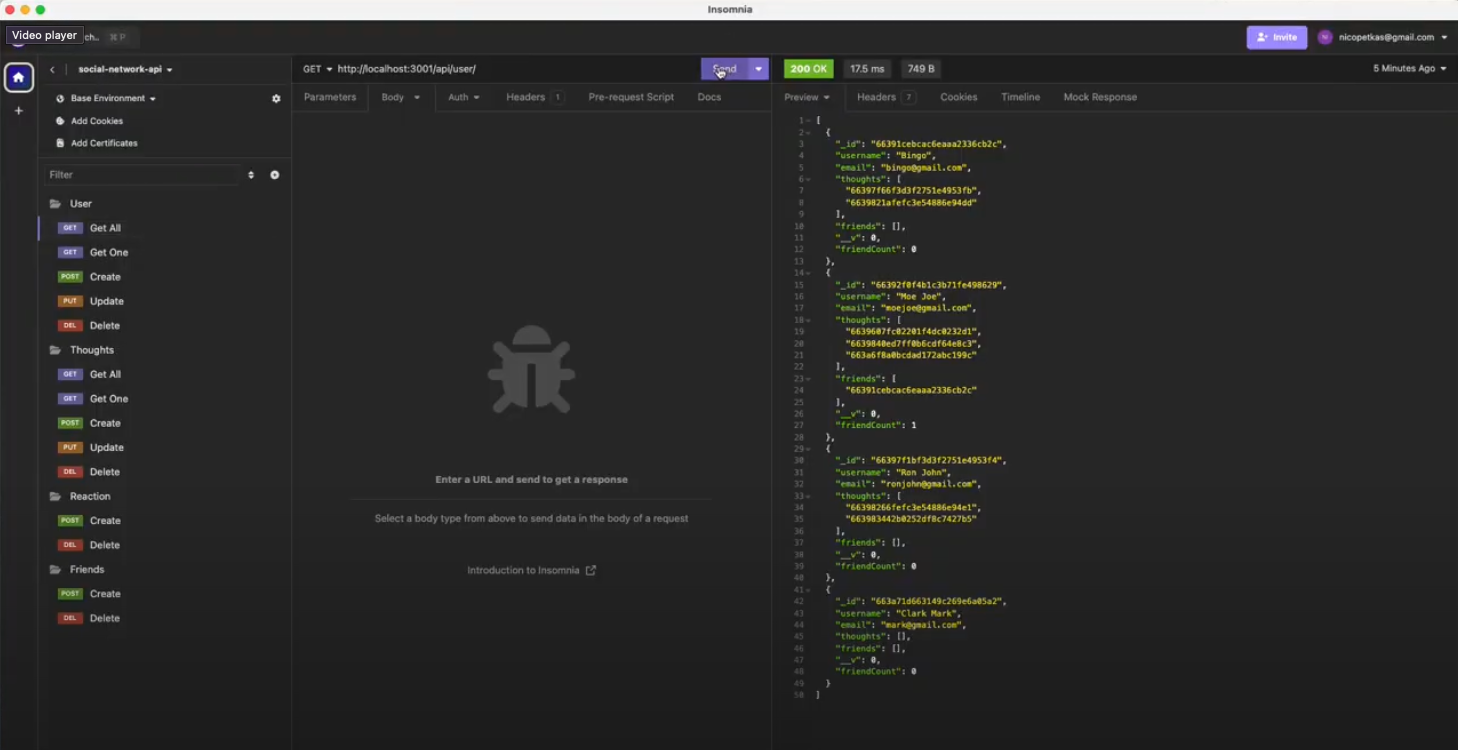 Insomnia
Video player
ch.. ⌘ P
Invite
N nicopetkas@gmail.com
social-network-api
GET http://localhost:3001/api/user/
Send
200 OK 17.5 ms 749 B
5 Minutes Ago
Base Environment
Add Cookies
Add Certificates
Filter
User
GET Get All
GET Get One
POST Create
PUT Update
DEL Delete
Thoughts
GET Get All
GET Get One
POST Create
PUT Update
DEL Delete
Reaction
POST Create
DEL Delete
Friends
POST Create
DEL Delete
Parameters Body Auth Headers 1 Pre-request Script Docs
Enter a URL and send to get a response
Select a body type from above to send data in the body of a request
Introduction to Insomnia
Preview Headers 7 Cookies Timeline Mock Response
1 [
2 {
3 "_id": "66391cebcac6eaaa2336cb2c",
4 "username": "Bingo",
5 "email": "bingo@gmail.com",
6 "thoughts": [
7 "66397f66f3d3f2751e4953fb",
8 "6639821afefc3e54886e94dd"
9 ],
10 "friends": [],
11 "__v": 0,
12 "friendCount": 0
13 },
14 {
15 "_id": "66392f0f4b1c3b71fe498629",
16 "username": "Moe Joe",
17 "email": "moejoe@gmail.com",
18 "thoughts": [
19 "6639607fc02201f4dc0232d1",
20 "6639840ed7ff0b6cdf64e8c3",
21 "663a6f8a0bcdad172abc199c"
22 ],
23 "friends": [
24 "66391cebcac6eaaa2336cb2c"
25 ],
26 "__v": 0,
27 "friendCount": 1
28 },
29 {
30 "_id": "66397f1bf3d3f2751e4953f4",
31 "username": "Ron John",
32 "email": "ronjohn@gmail.com",
33 "thoughts": [
34 "66398266fefc3e54886e94e1",
35 "663983442b0252df8c7427b5"
36 ],
37 "friends": [],
38 "__v": 0,
39 "friendCount": 0
40 },
41 {
42 "_id": "663a71d663149c269e6a05a2",
43 "username": "Clark Mark",
44 "email": "mark@gmail.com",
45 "thoughts": [],
46 "friends": [],
47 "__v": 0,
48 "friendCount": 0
49 }
50 ]